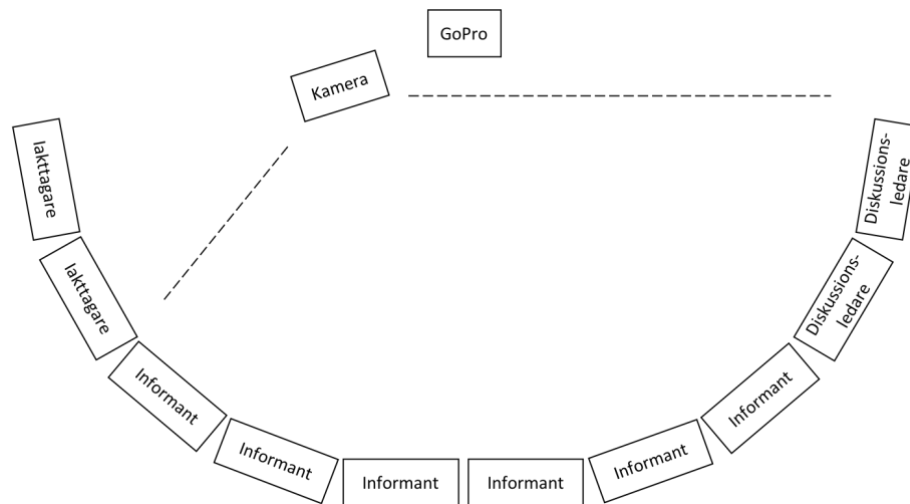 GoPro
Kamera
Iakttagare
Iakttagare
Informant
Informant
Informant
Informant
Informant
Informant
Diskussions-
ledare
Diskussions-
ledare